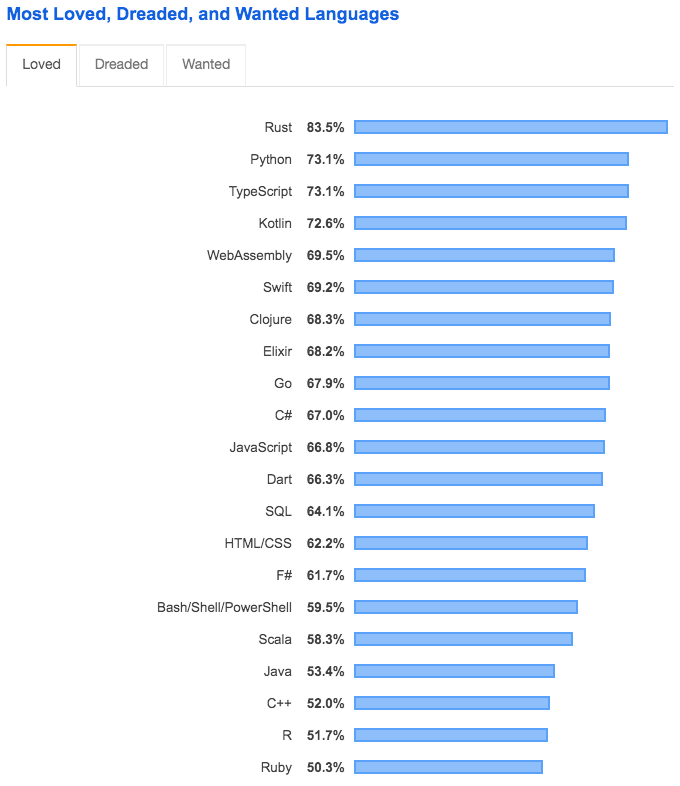 Most Loved, Dreaded, and Wanted Languages
Loved Dreaded Wanted
Rust 83.5%
Python 73.1%
TypeScript 73.1%
Kotlin 72.6%
WebAssembly 69.5%
Swift 69.2%
Clojure 68.3%
Elixir 68.2%
Go 67.9%
C# 67.0%
JavaScript 66.8%
Dart 66.3%
SQL 64.1%
HTML/CSS 62.2%
F# 61.7%
Bash/Shell/PowerShell 59.5%
Scala 58.3%
Java 53.4%
C++ 52.0%
R 51.7%
Ruby 50.3%